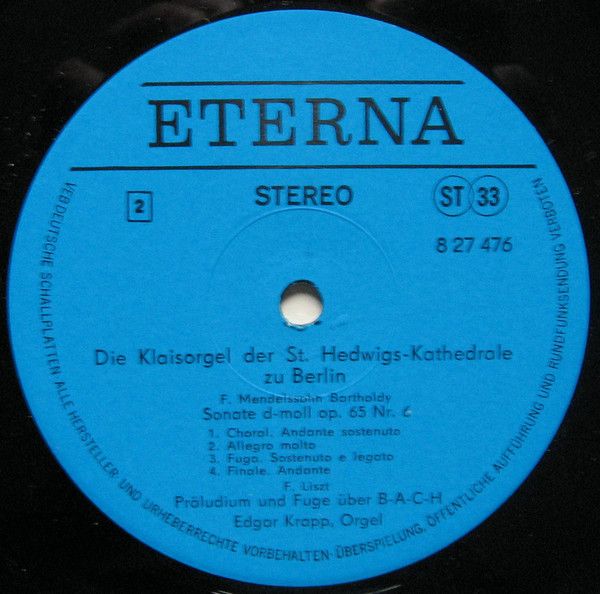 ETERNA
2
STEREO
ST 33
8 27 476
Die Klaisorgel der St. Hedwigs-Kathedrale
zu Berlin
F. Mendelssohn Bartholdy
Sonate d-moll op. 65 Nr. 6
1. Choral. Andante sostenuto
2. Allegro molto
3. Fuga. Sostenuto e legato
4. Finale. Andante
F. Liszt
Präludium und Fuge über B-A-C-H
Edgar Krapp, Orgel
VEB DEUTSCHE SCHALLPLATTEN ALLE HERSTELLER- UND URHEBERRECHTE VORBEHALTEN-ÜBERSPIELUNG, ÖFFENTLICHE AUFFÜHRUNG UND RUNDFUNKSENDUNG VERBOTEN